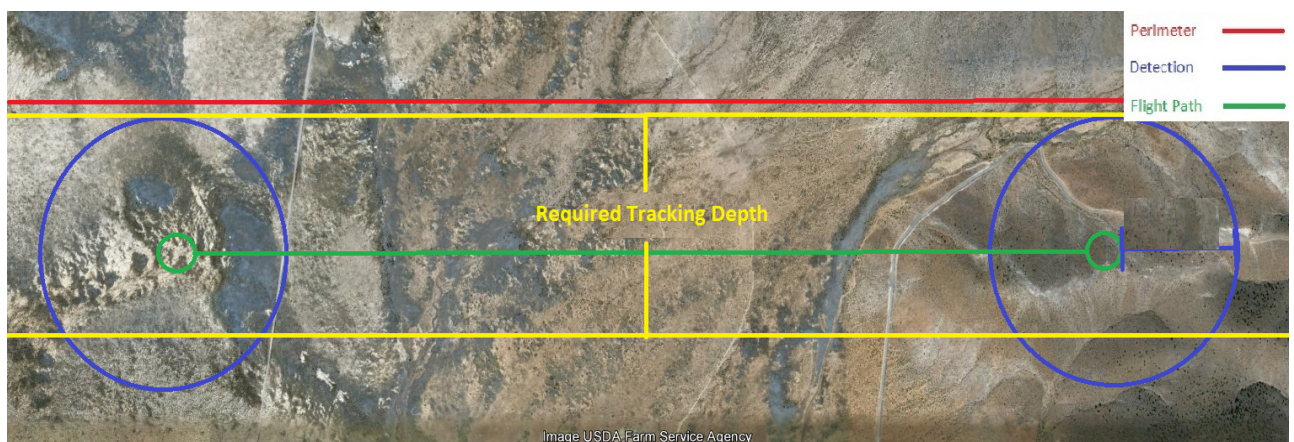 Perimeter
Detection
Flight Path
Required Tracking Depth
Image USDA Farm Service Agency